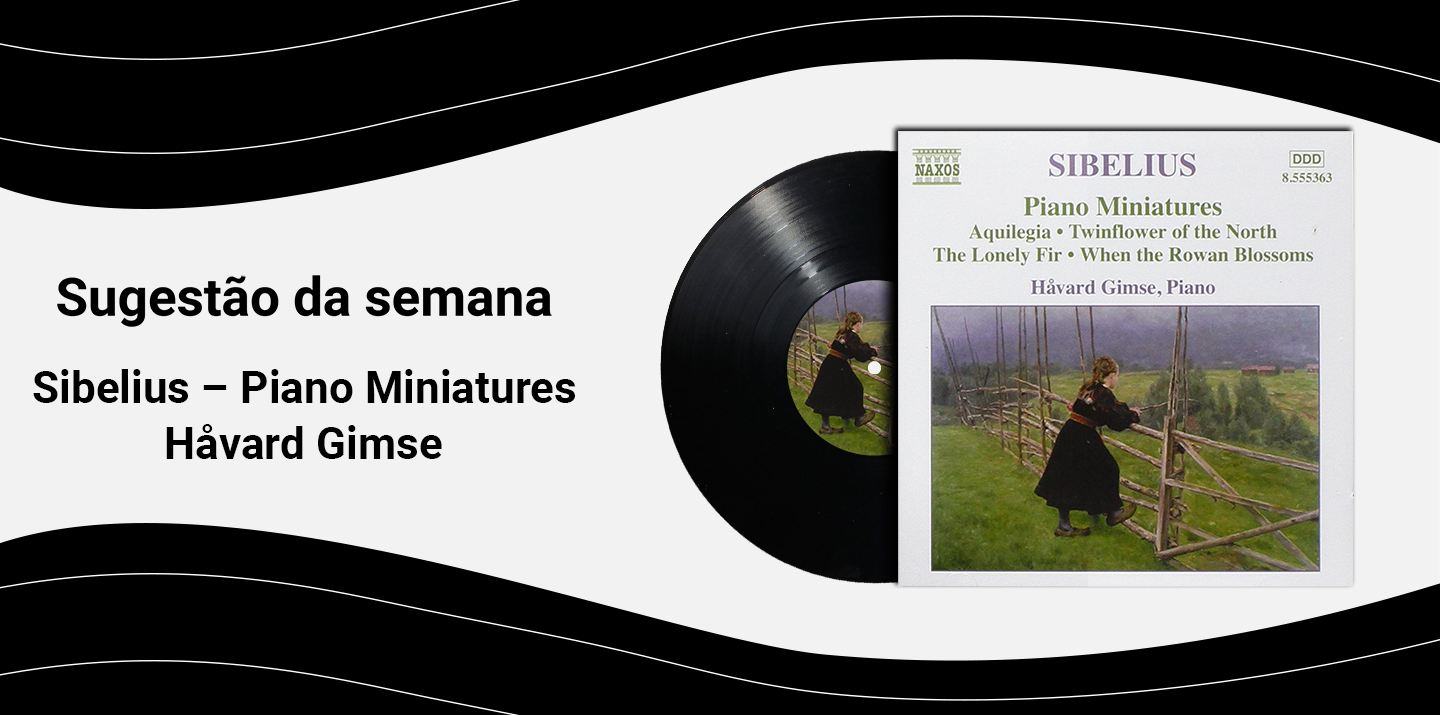 Sugestão da semana
Sibelius – Piano Miniatures
Håvard Gimse
NAXOS
SIBELIUS
DDD
8.555363
Piano Miniatures
Aquilegia • Twinflower of the North
The Lonely Fir • When the Rowan Blossoms
Håvard Gimse, Piano